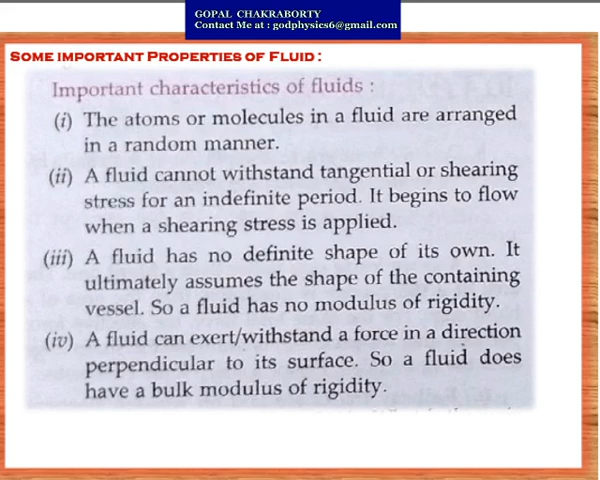 GOPAL CHAKRABORTY
Contact Me at : godphysics6@gmail.com
SOME IMPORTANT PROPERTIES OF FLUID :
Important characteristics of fluids :
(i) The atoms or molecules in a fluid are arranged
in a random manner.
(ii) A fluid cannot withstand tangential or shearing
stress for an indefinite period. It begins to flow
when a shearing stress is applied.
(iii) A fluid has no definite shape of its own. It
ultimately assumes the shape of the containing
vessel. So a fluid has no modulus of rigidity.
(iv) A fluid can exert/withstand a force in a direction
perpendicular to its surface. So a fluid does
have a bulk modulus of rigidity.